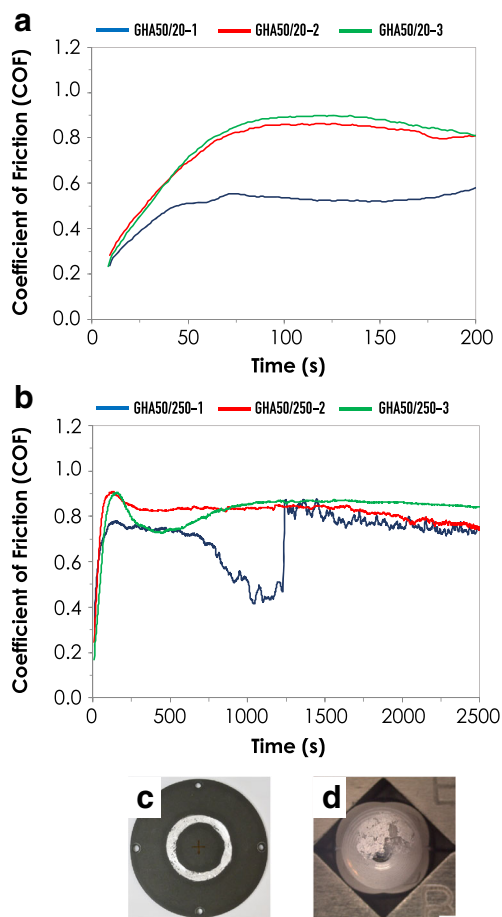 a
GHA50/20–1 GHA50/20–2 GHA50/20–3
Coefficient of Friction (COF)
1.2
1.0
0.8
0.6
0.4
0.2
0.0
0 50 100 150 200
Time (s)
b
GHA50/250–1 GHA50/250–2 GHA50/250–3
Coefficient of Friction (COF)
1.2
1.0
0.8
0.6
0.4
0.2
0.0
0 500 1000 1500 2000 2500
Time (s)
c
d